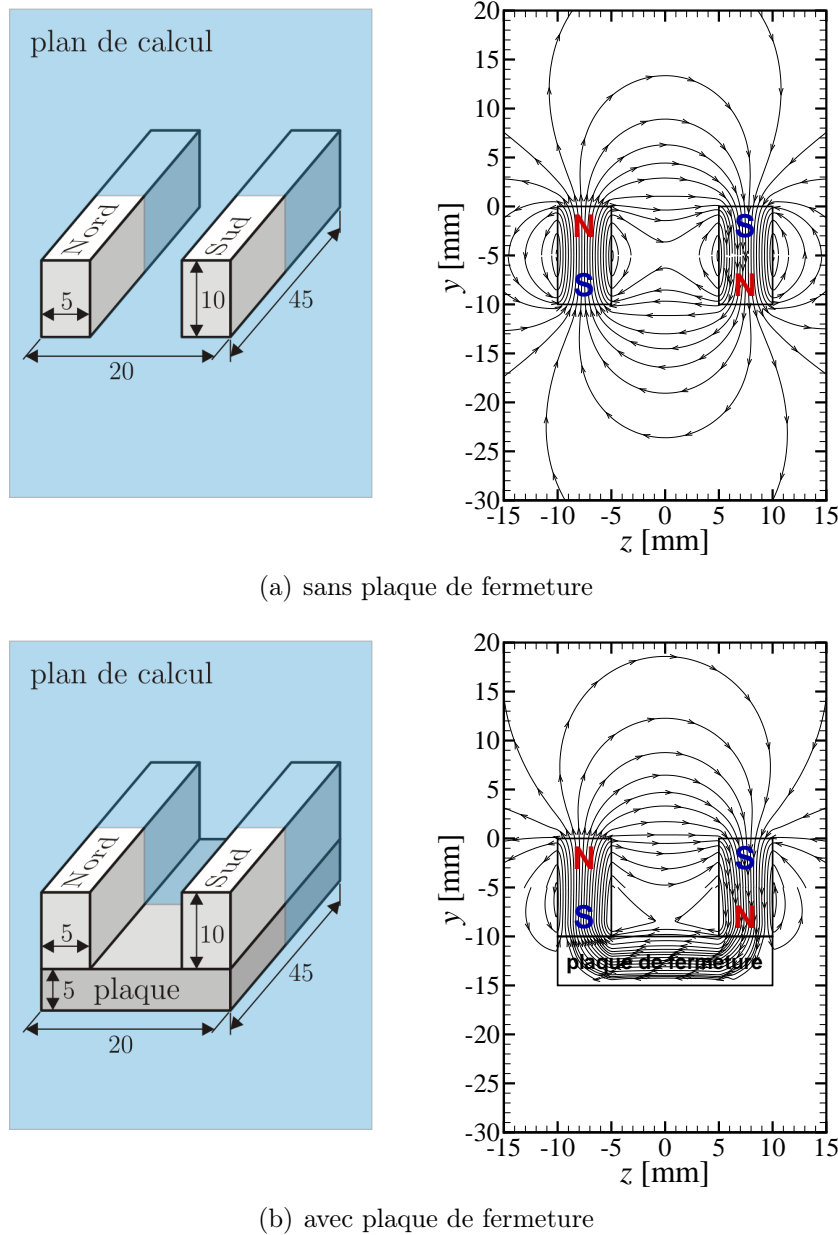 plan de calcul
Nord
Sud
5
10
45
20
20
15
10
5
0
-5
-10
-15
-20
-25
-30
y [mm]
N
S
S
N
-15 -10 -5 0 5 10 15
z [mm]
(a) sans plaque de fermeture
plan de calcul
Nord
Sud
5
10
5 plaque
45
20
20
15
10
5
0
-5
-10
-15
-20
-25
-30
y [mm]
N
S
S
N
plaque de fermeture
-15 -10 -5 0 5 10 15
z [mm]
(b) avec plaque de fermeture